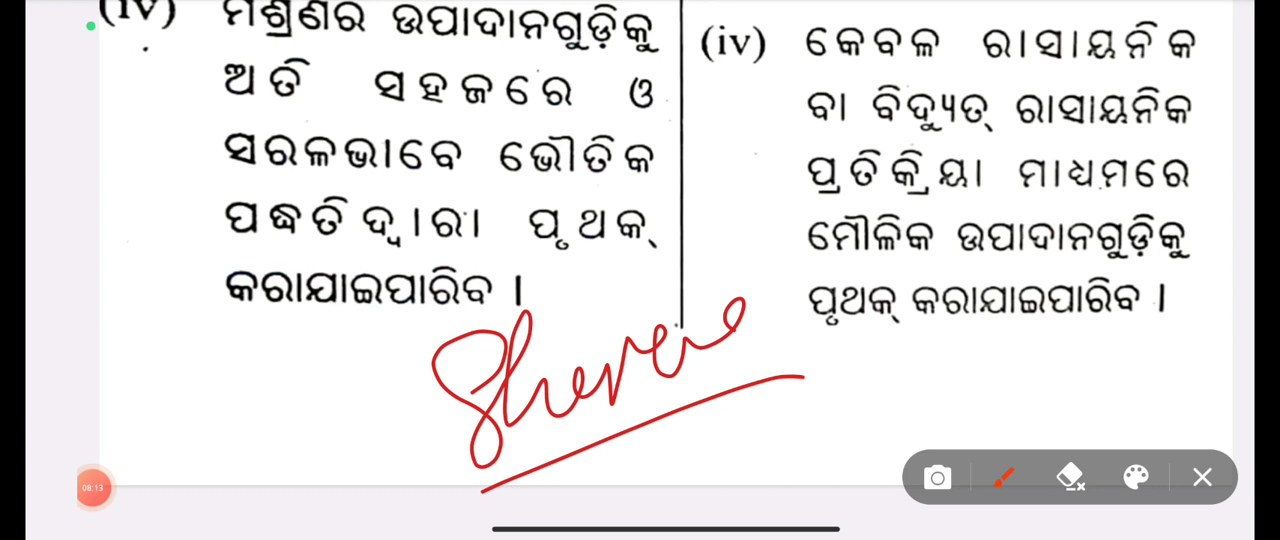 (iv) ମିଶ୍ରଣର ଉପାଦାନଗୁଡ଼ିକୁ
ଅତି ସହଜରେ ଓ
ସରଳଭାବେ ଭୌତିକ
ପଦ୍ଧତି ଦ୍ୱାରା ପୃଥକ୍
କରାଯାଇପାରିବ ।
(iv) କେବଳ ରାସାୟନିକ
ବା ବିଦ୍ୟୁତ୍ ରାସାୟନିକ
ପ୍ରତିକ୍ରିୟା ମାଧ୍ୟମରେ
ମୌଳିକ ଉପାଦାନଗୁଡ଼ିକୁ
ପୃଥକ୍ କରାଯାଇପାରିବ ।
08:13